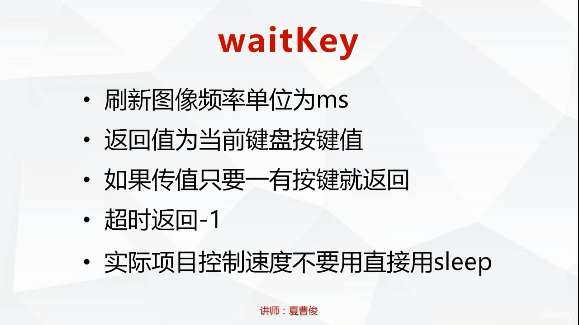 waitKey
• 刷新图像频率单位为ms
• 返回值为当前键盘按键值
• 如果传值只要一有按键就返回
• 超时返回-1
• 实际项目控制速度不要用直接用sleep
讲师：夏曹俊
udemy